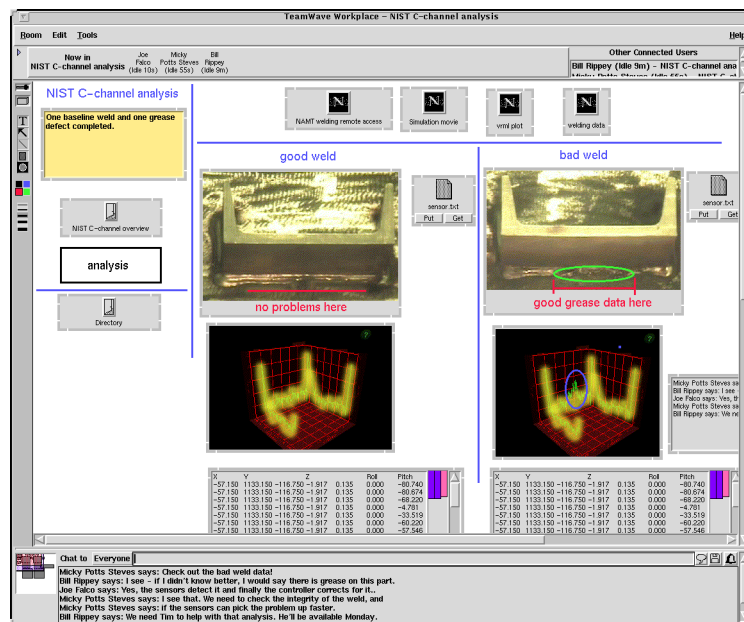 TeamWave Workplace – NIST C-channel analysis
Room Edit Tools Help
Now in
NIST C-channel analysis
Joe
Falco
(Idle 10s)
Micky
Potts Steves
(Idle 55s)
Bill
Rippey
(Idle 9m)
Other Connected Users
Bill Rippey (Idle 9m) – NIST C-channel ana
NIST C-channel analysis
One baseline weld and one grease
defect completed.
NAMT welding remote access
Simulation movie
vrml plot
welding data
NIST C-channel overview
analysis
Directory
good weld
sensor.txt
Put Get
no problems here
bad weld
sensor.txt
Put Get
good grease data here
Micky Potts Steves sa
Bill Rippey says: I see
Joe Falco says: Yes, th
Micky Potts Steves sa
Bill Rippey says: We ne
X Y Z Roll Pitch
-57.150 1133.150 -116.750 -1.917 0.135 0.000 -80.740
-57.150 1133.150 -116.750 -1.917 0.135 0.000 -80.674
-57.150 1133.150 -116.750 -1.917 0.135 0.000 -68.220
-57.150 1133.150 -116.750 -1.917 0.135 0.000 -4.781
-57.150 1133.150 -116.750 -1.917 0.135 0.000 -33.519
-57.150 1133.150 -116.750 -1.917 0.135 0.000 -60.220
-57.150 1133.150 -116.750 -1.917 0.135 0.000 -57.546
X Y Z Roll Pitch
-57.150 1133.150 -116.750 -1.917 0.135 0.000 -80.740
-57.150 1133.150 -116.750 -1.917 0.135 0.000 -80.674
-57.150 1133.150 -116.750 -1.917 0.135 0.000 -68.220
-57.150 1133.150 -116.750 -1.917 0.135 0.000 -4.781
-57.150 1133.150 -116.750 -1.917 0.135 0.000 -33.519
-57.150 1133.150 -116.750 -1.917 0.135 0.000 -60.220
-57.150 1133.150 -116.750 -1.917 0.135 0.000 -57.546
Chat to Everyone
Micky Potts Steves says: Check out the bad weld data!
Bill Rippey says: I see – if I didn't know better, I would say there is grease on this part.
Joe Falco says: Yes, the sensors detect it and finally the controller corrects for it..
Micky Potts Steves says: I see that. We need to check the integrity of the weld, and
Micky Potts Steves says: if the sensors can pick the problem up faster.
Bill Rippey says: We need Tim to help with that analysis. He'll be available Monday.